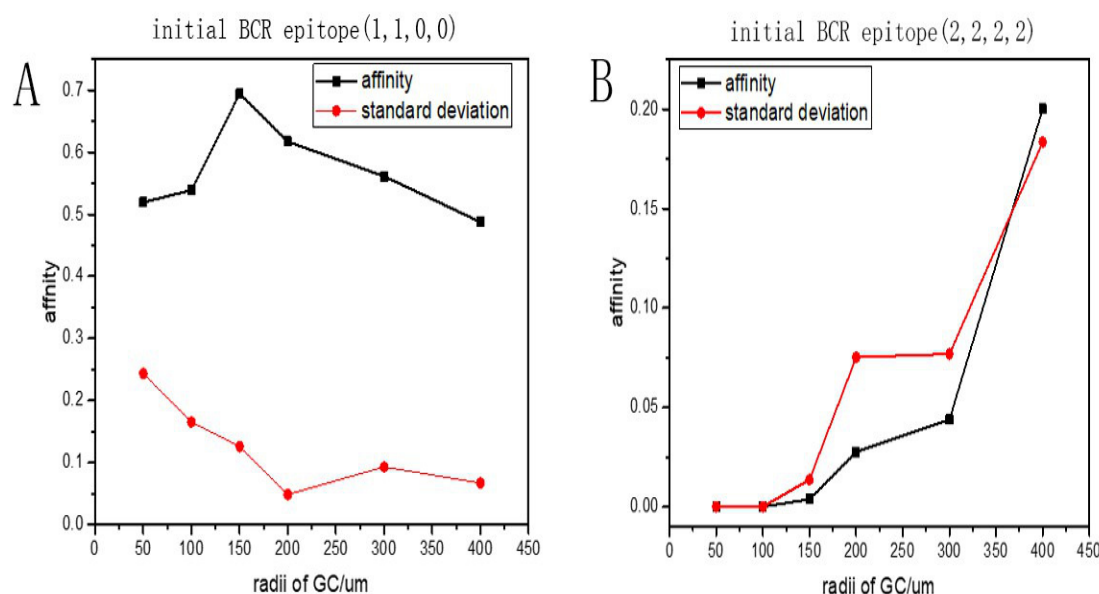 initial BCR epitope(1,1,0,0)
A
affinity
standard deviation
0.7
0.6
0.5
0.4
0.3
0.2
0.1
0.0
affnity
0 50 100 150 200 250 300 350 400 450
radii of GC/um
initial BCR epitope(2,2,2,2)
B
affinity
standard deviation
0.20
0.15
0.10
0.05
0.00
affinity
0 50 100 150 200 250 300 350 400 450
radii of GC/um